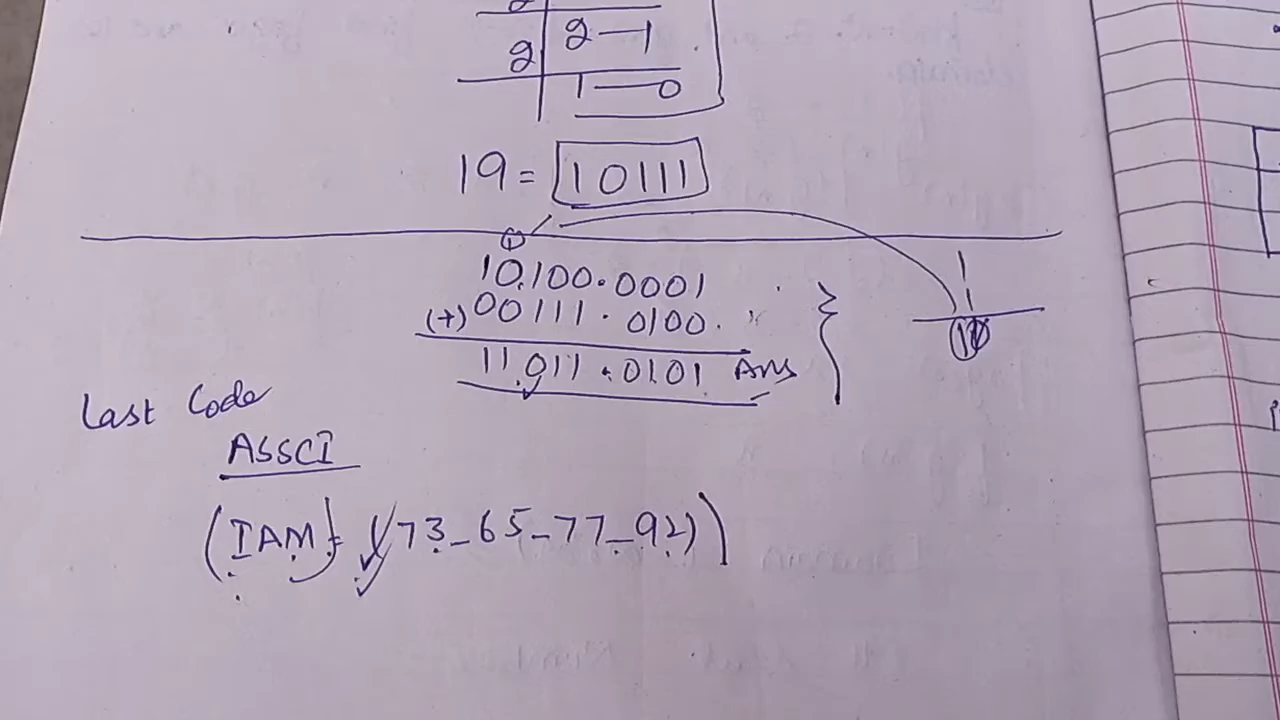 2 2—1
1—0
19 = 10111
1
10.100.0001
1
(+) 00111.0100.
1
11.011.0101 Ans
10
Last Code
ASSCI
(IAM) = (73_65_77_92)